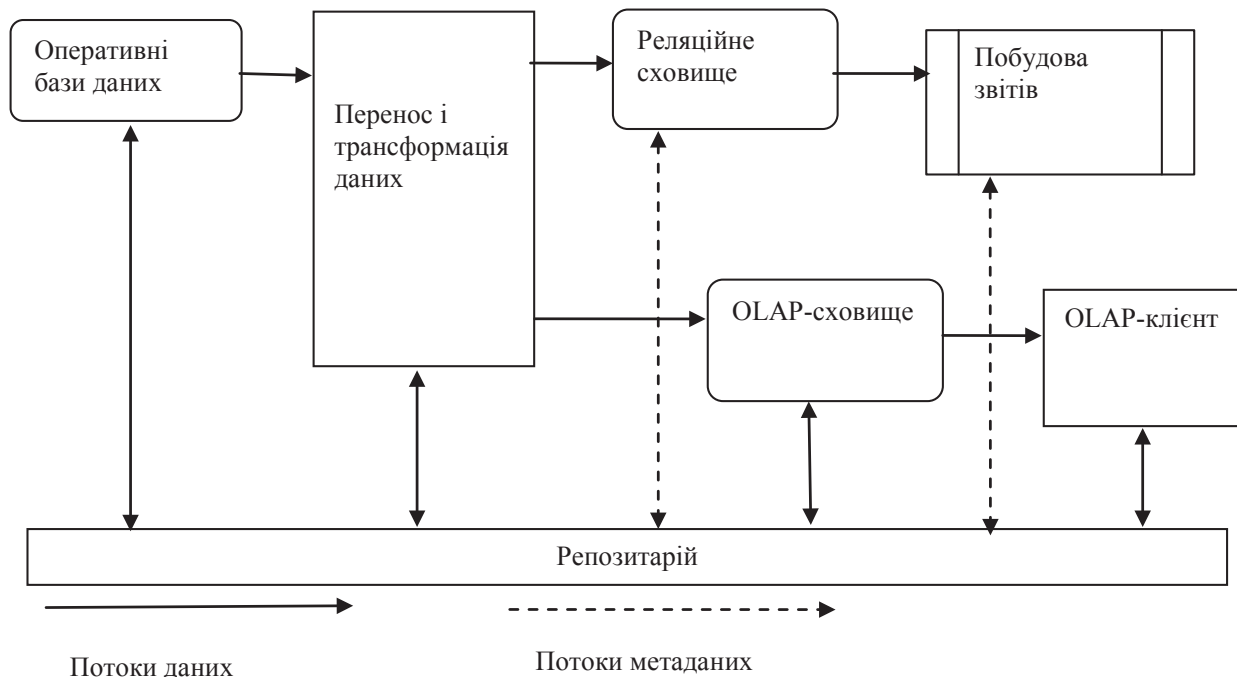 Оперативні
бази даних
Перенос і
трансформація
даних
Реляційне
сховище
Побудова
звітів
OLAP-сховище
OLAP-клієнт
Репозитарій
Потоки даних
Потоки метаданих